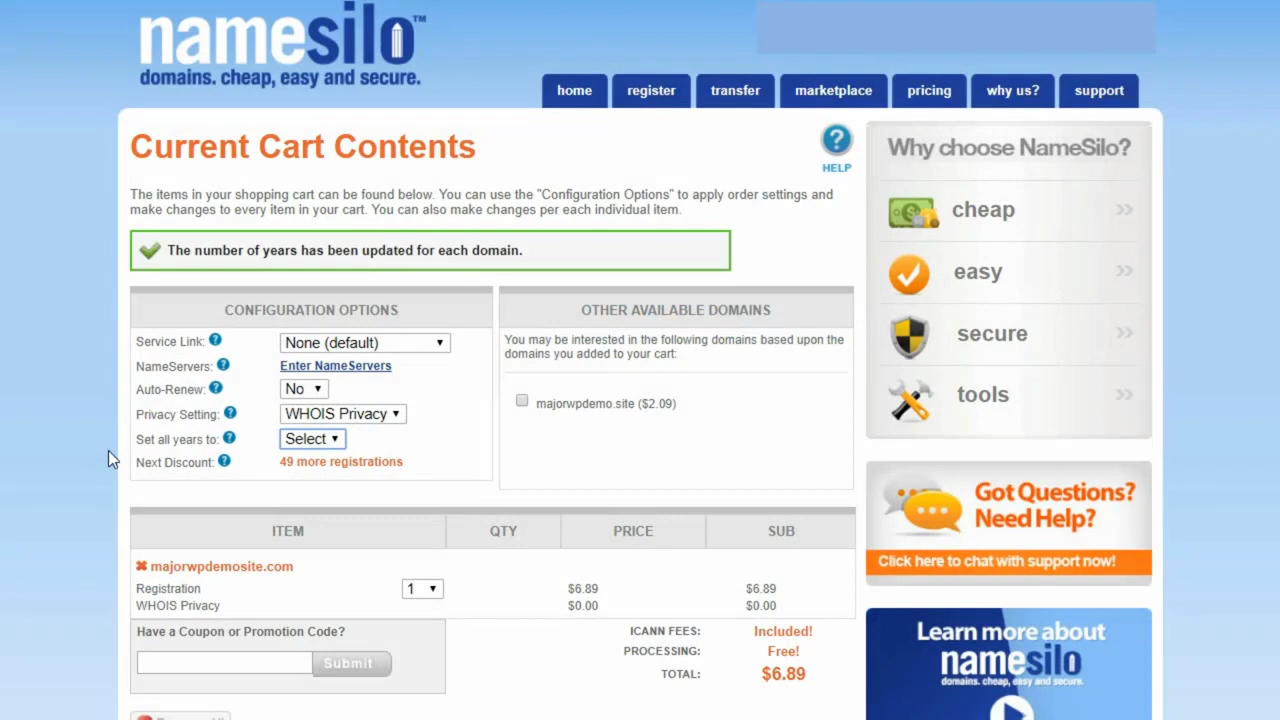 namesilo™
domains. cheap, easy and secure.
home register transfer marketplace pricing why us? support
Current Cart Contents
HELP
The items in your shopping cart can be found below. You can use the "Configuration Options" to apply order settings and
make changes to every item in your cart. You can also make changes per each individual item.
The number of years has been updated for each domain.
CONFIGURATION OPTIONS
Service Link: ? None (default)
NameServers: ? Enter NameServers
Auto-Renew: ? No
Privacy Setting: ? WHOIS Privacy
Set all years to: ? Select
Next Discount: ? 49 more registrations
OTHER AVAILABLE DOMAINS
You may be interested in the following domains based upon the
domains you added to your cart:
majorwpdemo.site ($2.09)
ITEM QTY PRICE SUB
majorwpdemosite.com
Registration 1 $6.89 $6.89
WHOIS Privacy $0.00 $0.00
Have a Coupon or Promotion Code?
Submit
ICANN FEES: Included!
PROCESSING: Free!
TOTAL: $6.89
Why choose NameSilo?
cheap
easy
secure
tools
Got Questions?
Need Help?
Click here to chat with support now!
Learn more about
namesilo
domains. cheap, easy and secure.